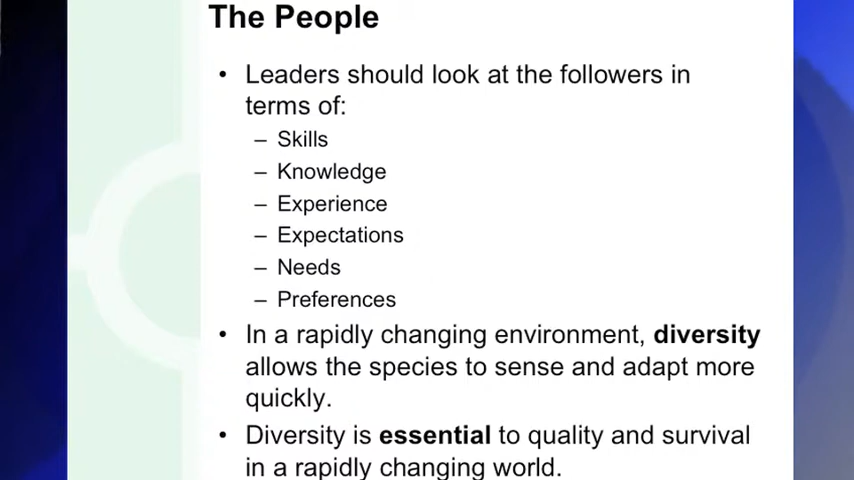 The People
• Leaders should look at the followers in
terms of:
– Skills
– Knowledge
– Experience
– Expectations
– Needs
– Preferences
• In a rapidly changing environment, diversity
allows the species to sense and adapt more
quickly.
• Diversity is essential to quality and survival
in a rapidly changing world.